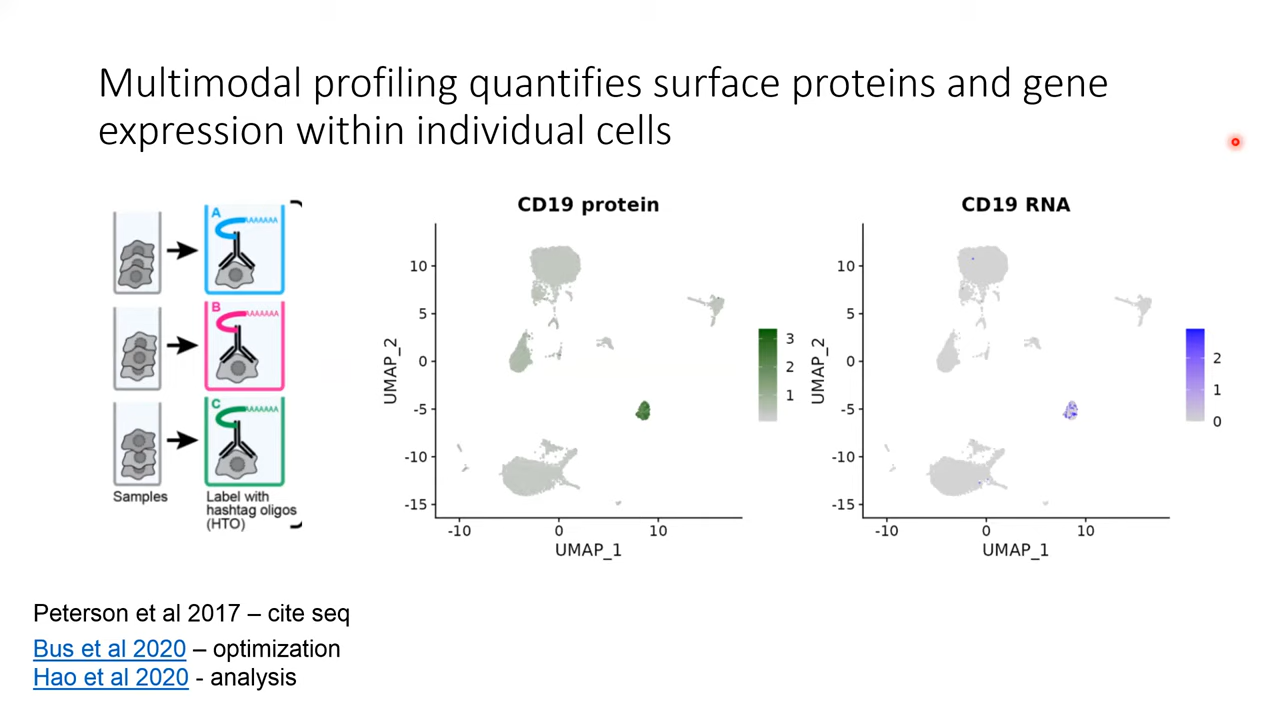 Multimodal profiling quantifies surface proteins and gene
expression within individual cells
A
AAAAAAA
B
AAAAAAA
C
AAAAAAA
Samples
Label with
hashtag oligos
(HTO)
CD19 protein
10
5
0
-5
-10
-15
UMAP_2
-10
0
10
UMAP_1
3
2
1
CD19 RNA
10
5
0
-5
-10
-15
UMAP_2
-10
0
10
UMAP_1
2
1
0
Peterson et al 2017 – cite seq
Bus et al 2020 – optimization
Hao et al 2020 - analysis